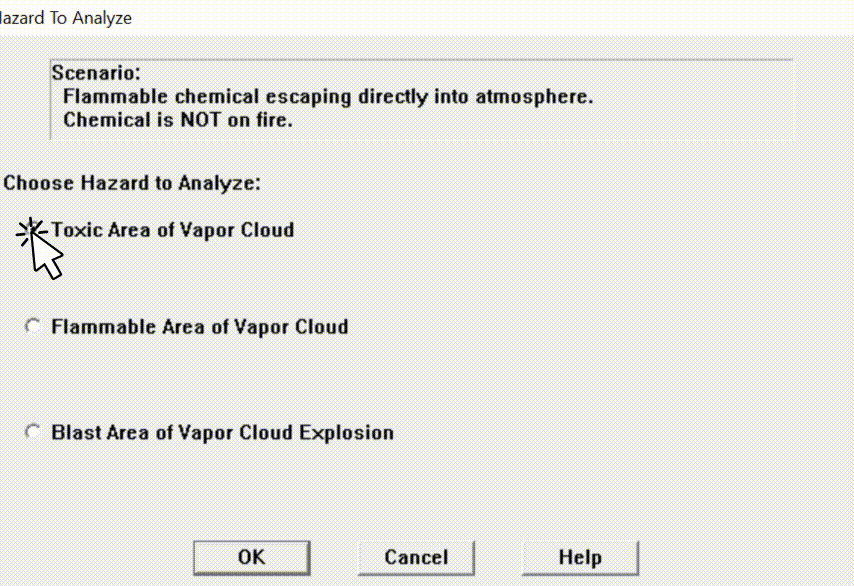 Hazard To Analyze
Scenario:
Flammable chemical escaping directly into atmosphere.
Chemical is NOT on fire.
Choose Hazard to Analyze:
Toxic Area of Vapor Cloud
Flammable Area of Vapor Cloud
Blast Area of Vapor Cloud Explosion
OK Cancel Help